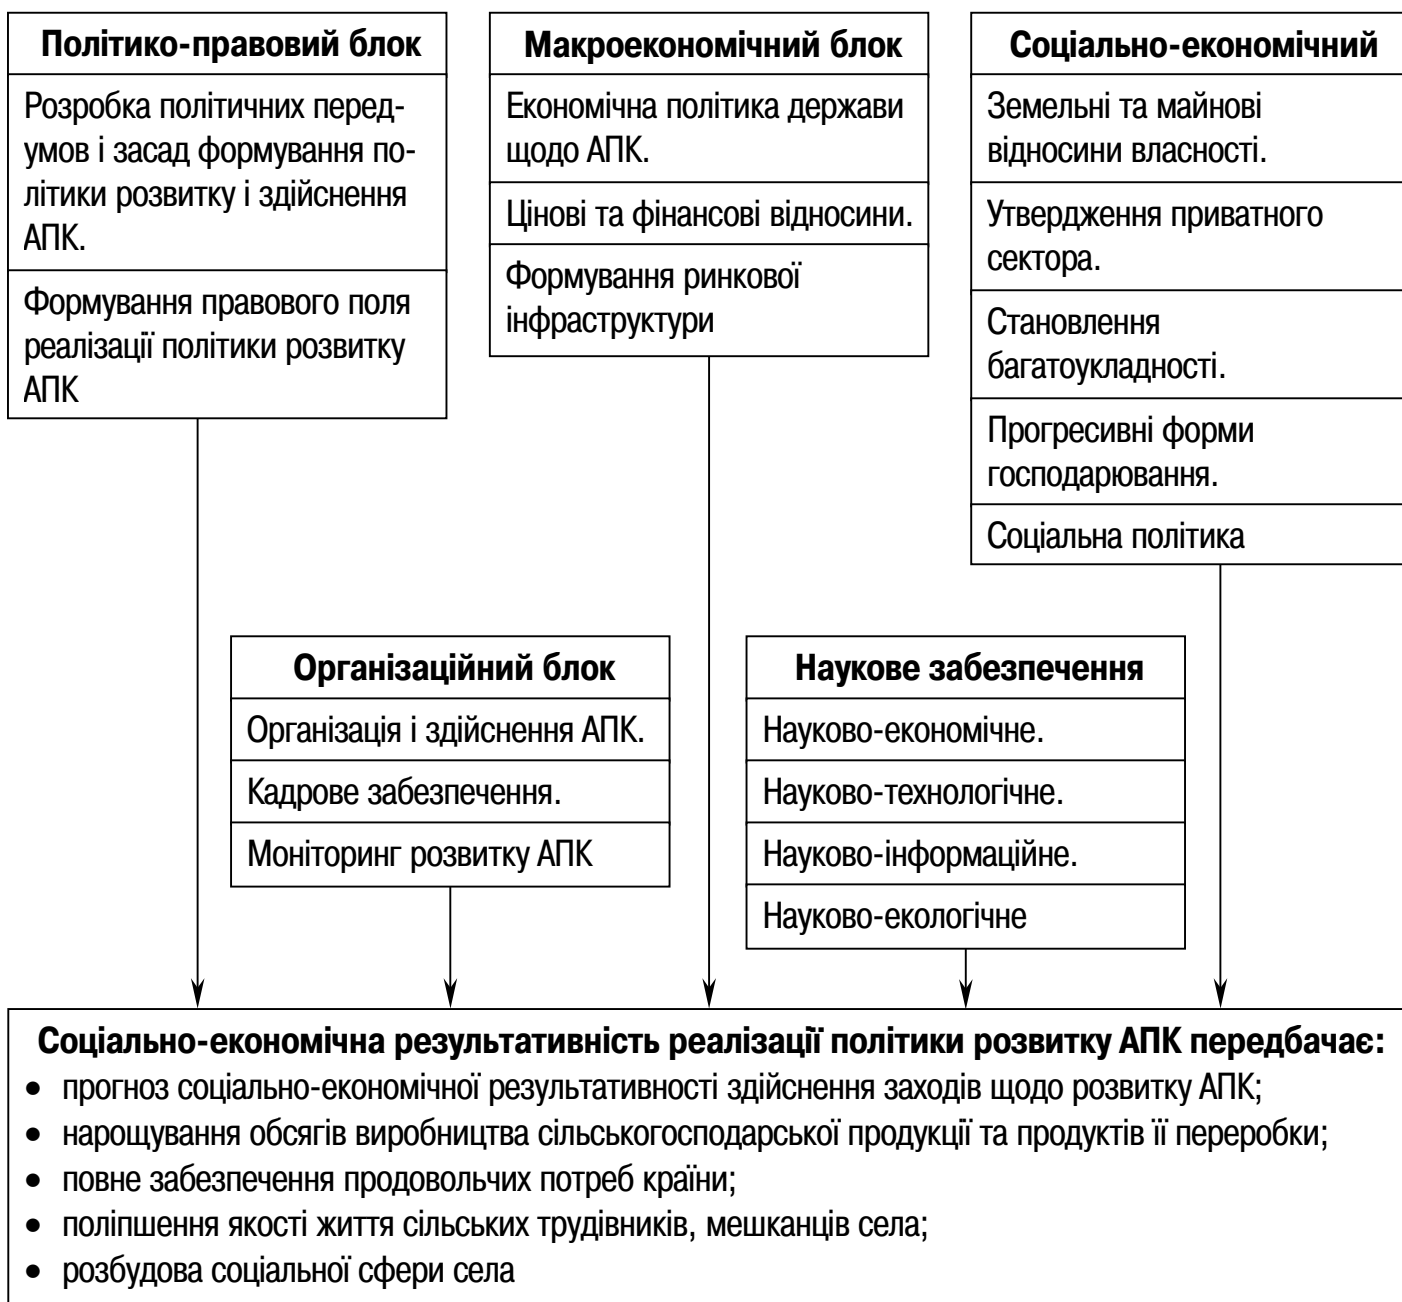 Політико-правовий блок
Розробка політичних перед-
умов і засад формування по-
літики розвитку і здійснення
АПК.
Формування правового поля
реалізації політики розвитку
АПК
Макроекономічний блок
Економічна політика держави
щодо АПК.
Цінові та фінансові відносини.
Формування ринкової
інфраструктури
Соціально-економічний
Земельні та майнові
відносини власності.
Утвердження приватного
сектора.
Становлення
багатоукладності.
Прогресивні форми
господарювання.
Соціальна політика
Організаційний блок
Організація і здійснення АПК.
Кадрове забезпечення.
Моніторинг розвитку АПК
Наукове забезпечення
Науково-економічне.
Науково-технологічне.
Науково-інформаційне.
Науково-екологічне
Соціально-економічна результативність реалізації політики розвитку АПК передбачає:
• прогноз соціально-економічної результативності здійснення заходів щодо розвитку АПК;
• нарощування обсягів виробництва сільськогосподарської продукції та продуктів її переробки;
• повне забезпечення продовольчих потреб країни;
• поліпшення якості життя сільських трудівників, мешканців села;
• розбудова соціальної сфери села